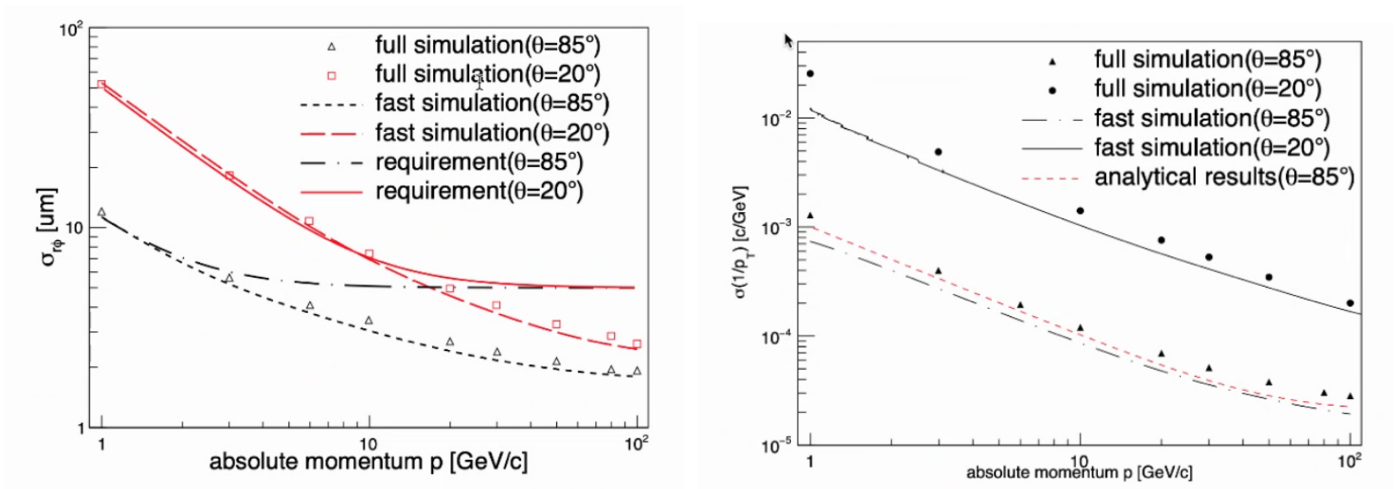 10²
full simulation(θ=85°)
full simulation(θ=20°)
fast simulation(θ=85°)
fast simulation(θ=20°)
requirement(θ=85°)
requirement(θ=20°)
10
1
σrϕ [um]
1
10
10²
absolute momentum p [GeV/c]
full simulation(θ=85°)
full simulation(θ=20°)
fast simulation(θ=85°)
fast simulation(θ=20°)
analytical results(θ=85°)
10⁻²
10⁻³
10⁻⁴
10⁻⁵
σ(1/pT) [c/GeV]
1
10
10²
absolute momentum p [GeV/c]